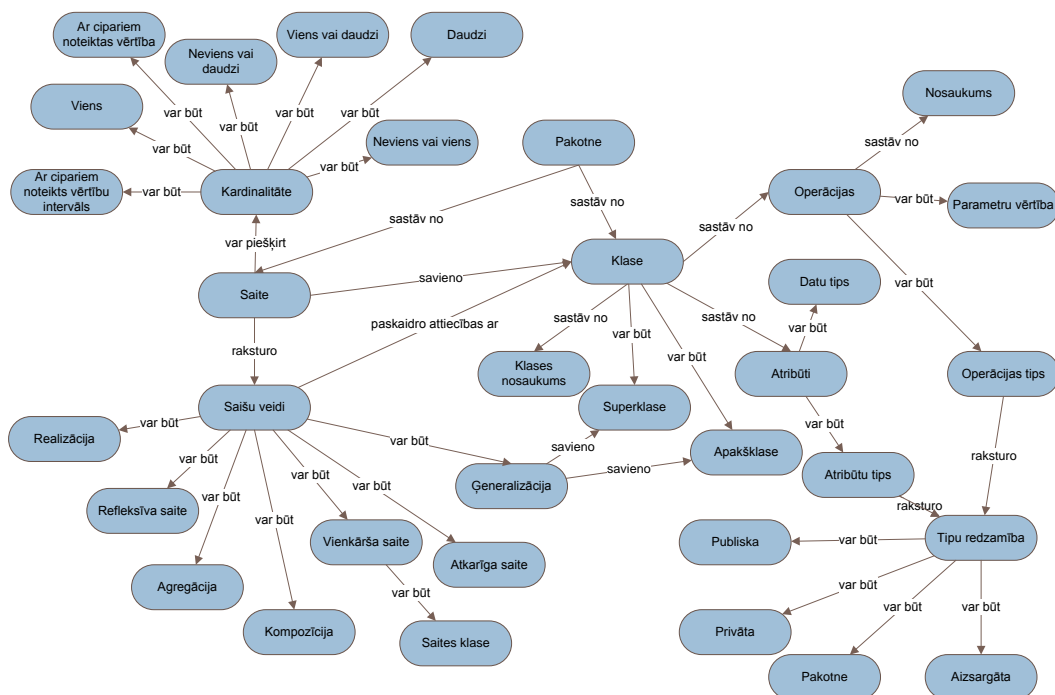 Ar cipariem
noteiktas vērtība
Neviens vai
daudzi
Viens vai daudzi
Daudzi
Nosaukums
Viens
var būt
var būt
var būt
var būt
var būt
Neviens vai viens
Pakotne
sastāv no
Ar cipariem
noteikts vērtību
intervāls
var būt
Kardinalitāte
var būt
Operācijas
var būt
Parametru vērtība
sastāv no
sastāv no
sastāv no
var piešķirt
Saite
savieno
Klase
Datu tips
var būt
raksturo
paskaidro attiecības ar
sastāv no
var būt
sastāv no
var būt
var būt
Klases
nosaukums
Atribūti
Operācijas tips
Saišu veidi
Superklase
Realizācija
var būt
var būt
savieno
Apakšklase
var būt
raksturo
var būt
savieno
Ģeneralizācija
Atribūtu tips
var būt
Refleksīva saite
var būt
var būt
var būt
raksturo
Vienkārša saite
Atkarīga saite
Publiska
var būt
Tipu redzamība
Agregācija
var būt
var būt
var būt
var būt
Kompozīcija
Saites klase
Privāta
Pakotne
Aizsargāta